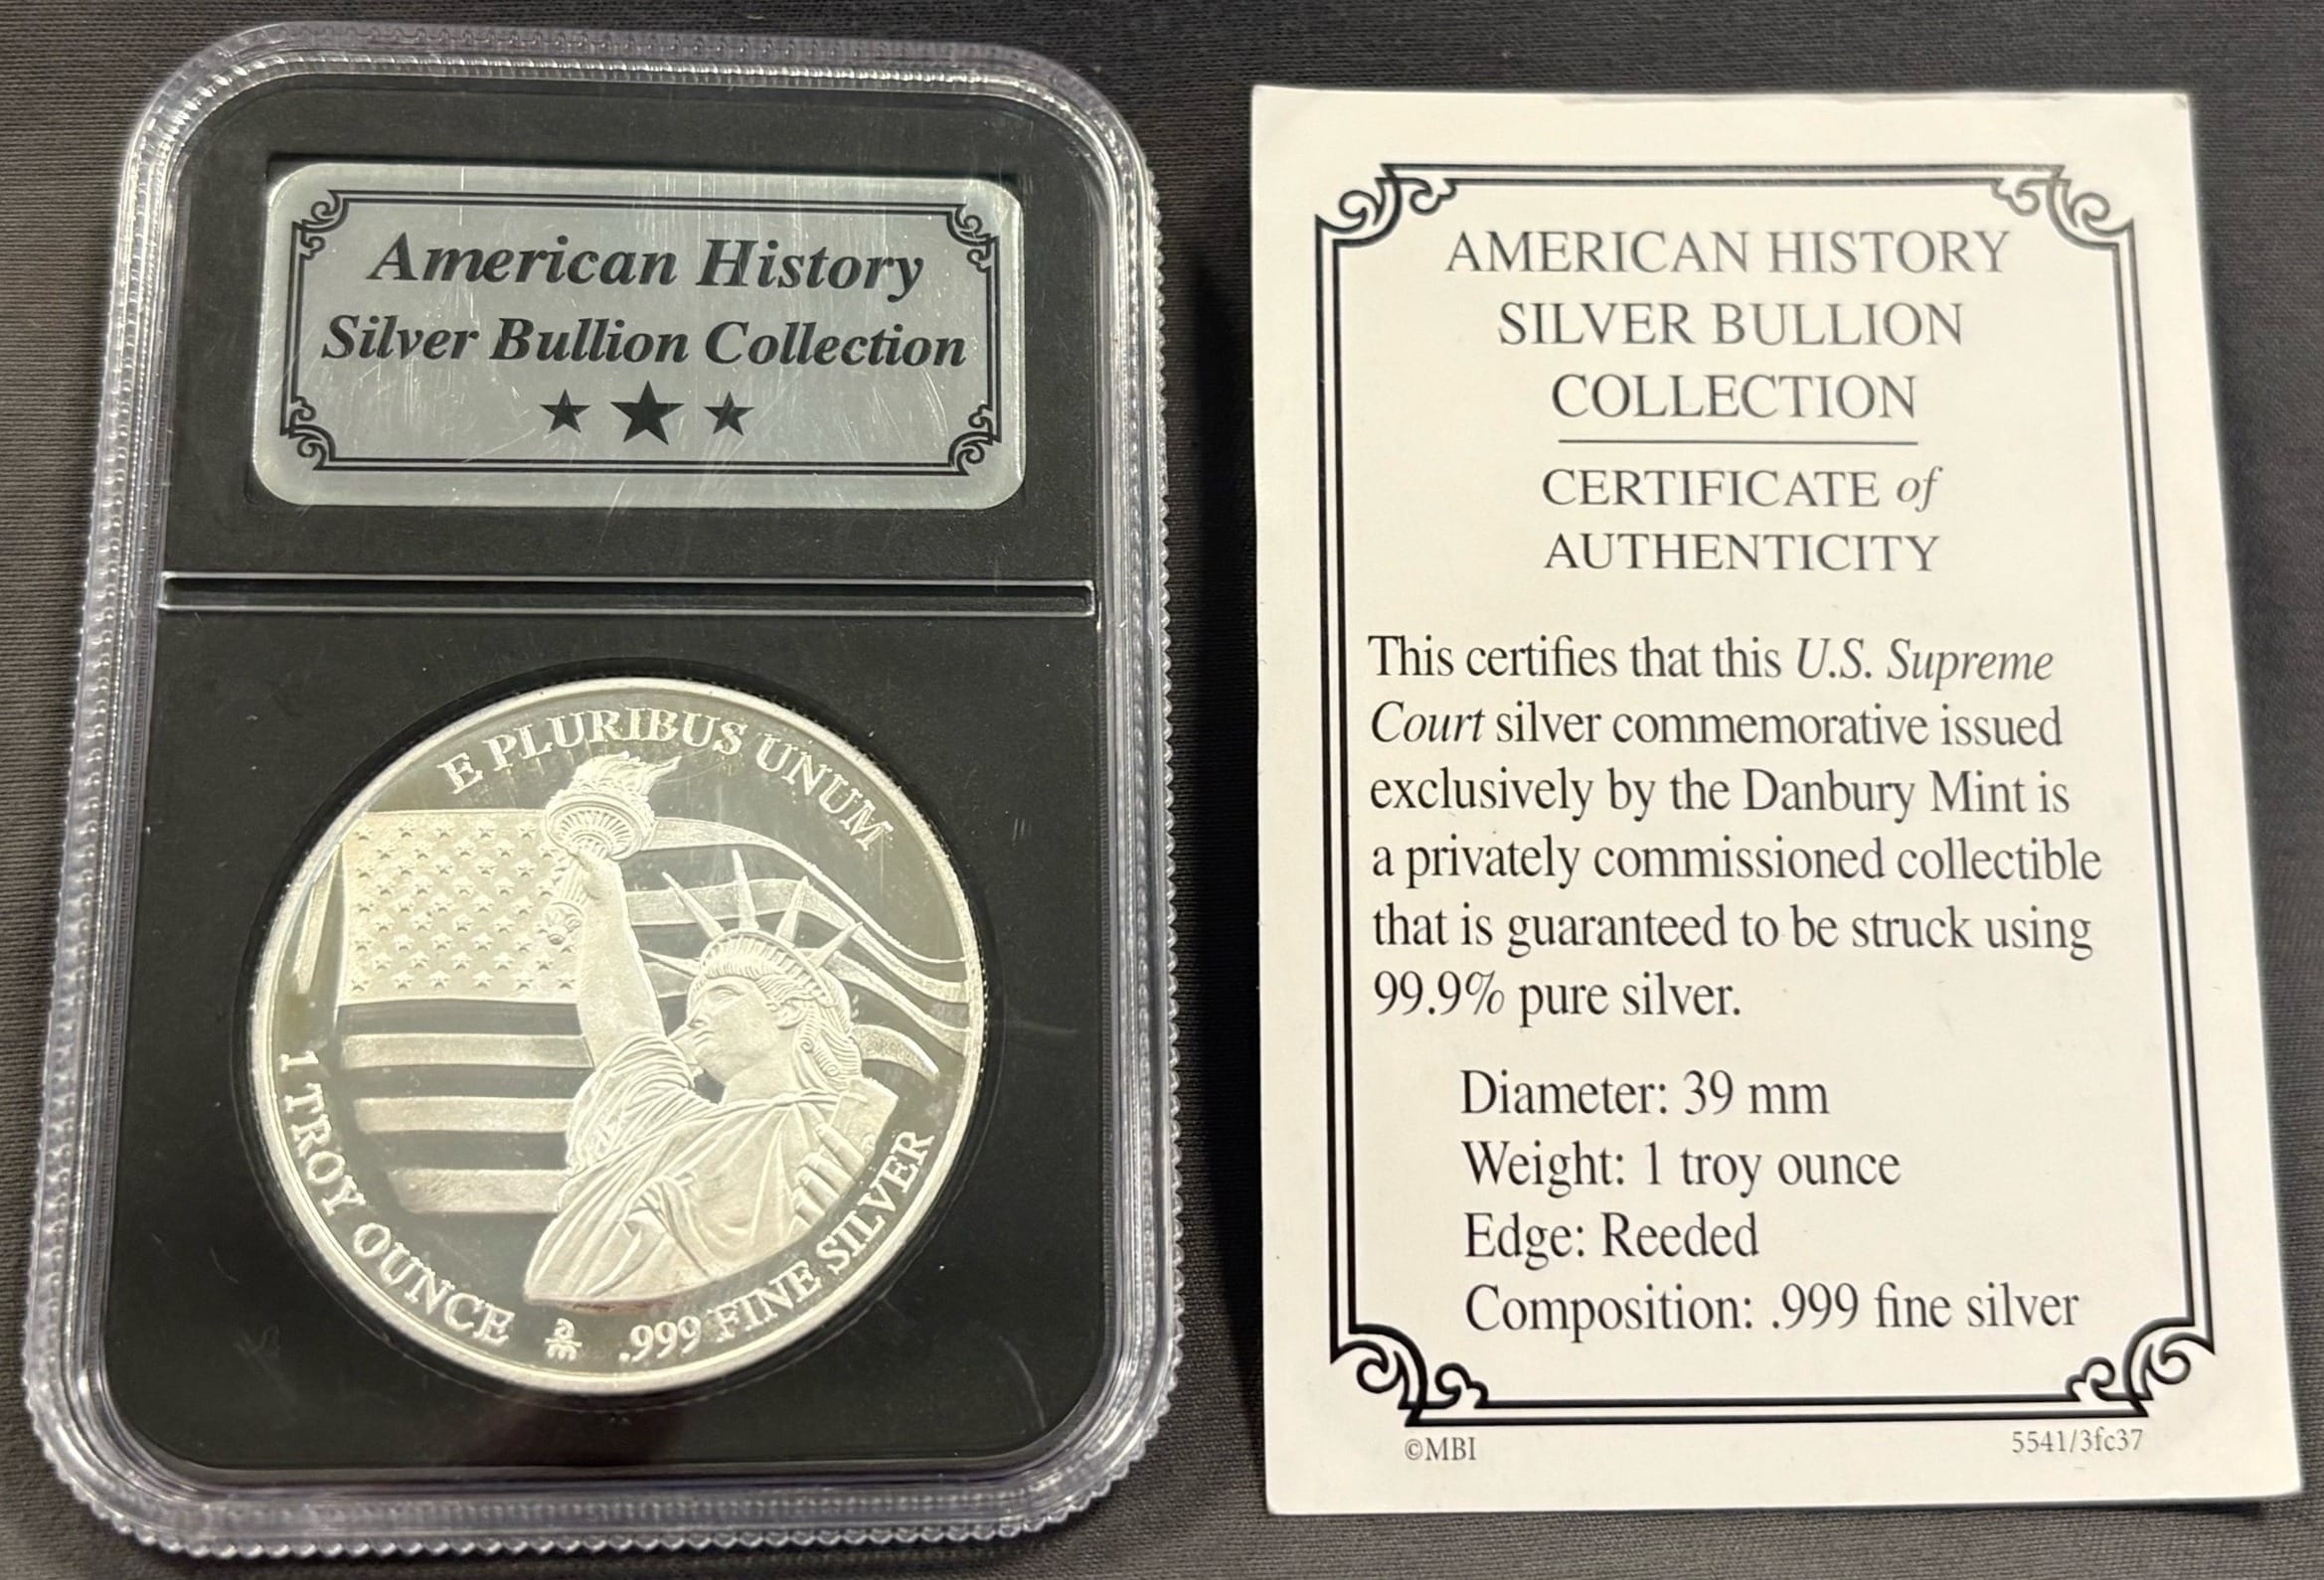 American History
Silver Bullion Collection
E PLURIBUS UNUM
1 TROY OUNCE
.999 FINE SILVER
AMERICAN HISTORY
SILVER BULLION
COLLECTION
CERTIFICATE of
AUTHENTICITY
This certifies that this U.S. Supreme
Court silver commemorative issued
exclusively by the Danbury Mint is
a privately commissioned collectible
that is guaranteed to be struck using
99.9% pure silver.
Diameter: 39 mm
Weight: 1 troy ounce
Edge: Reeded
Composition: .999 fine silver
©MBI
5541/3fc37